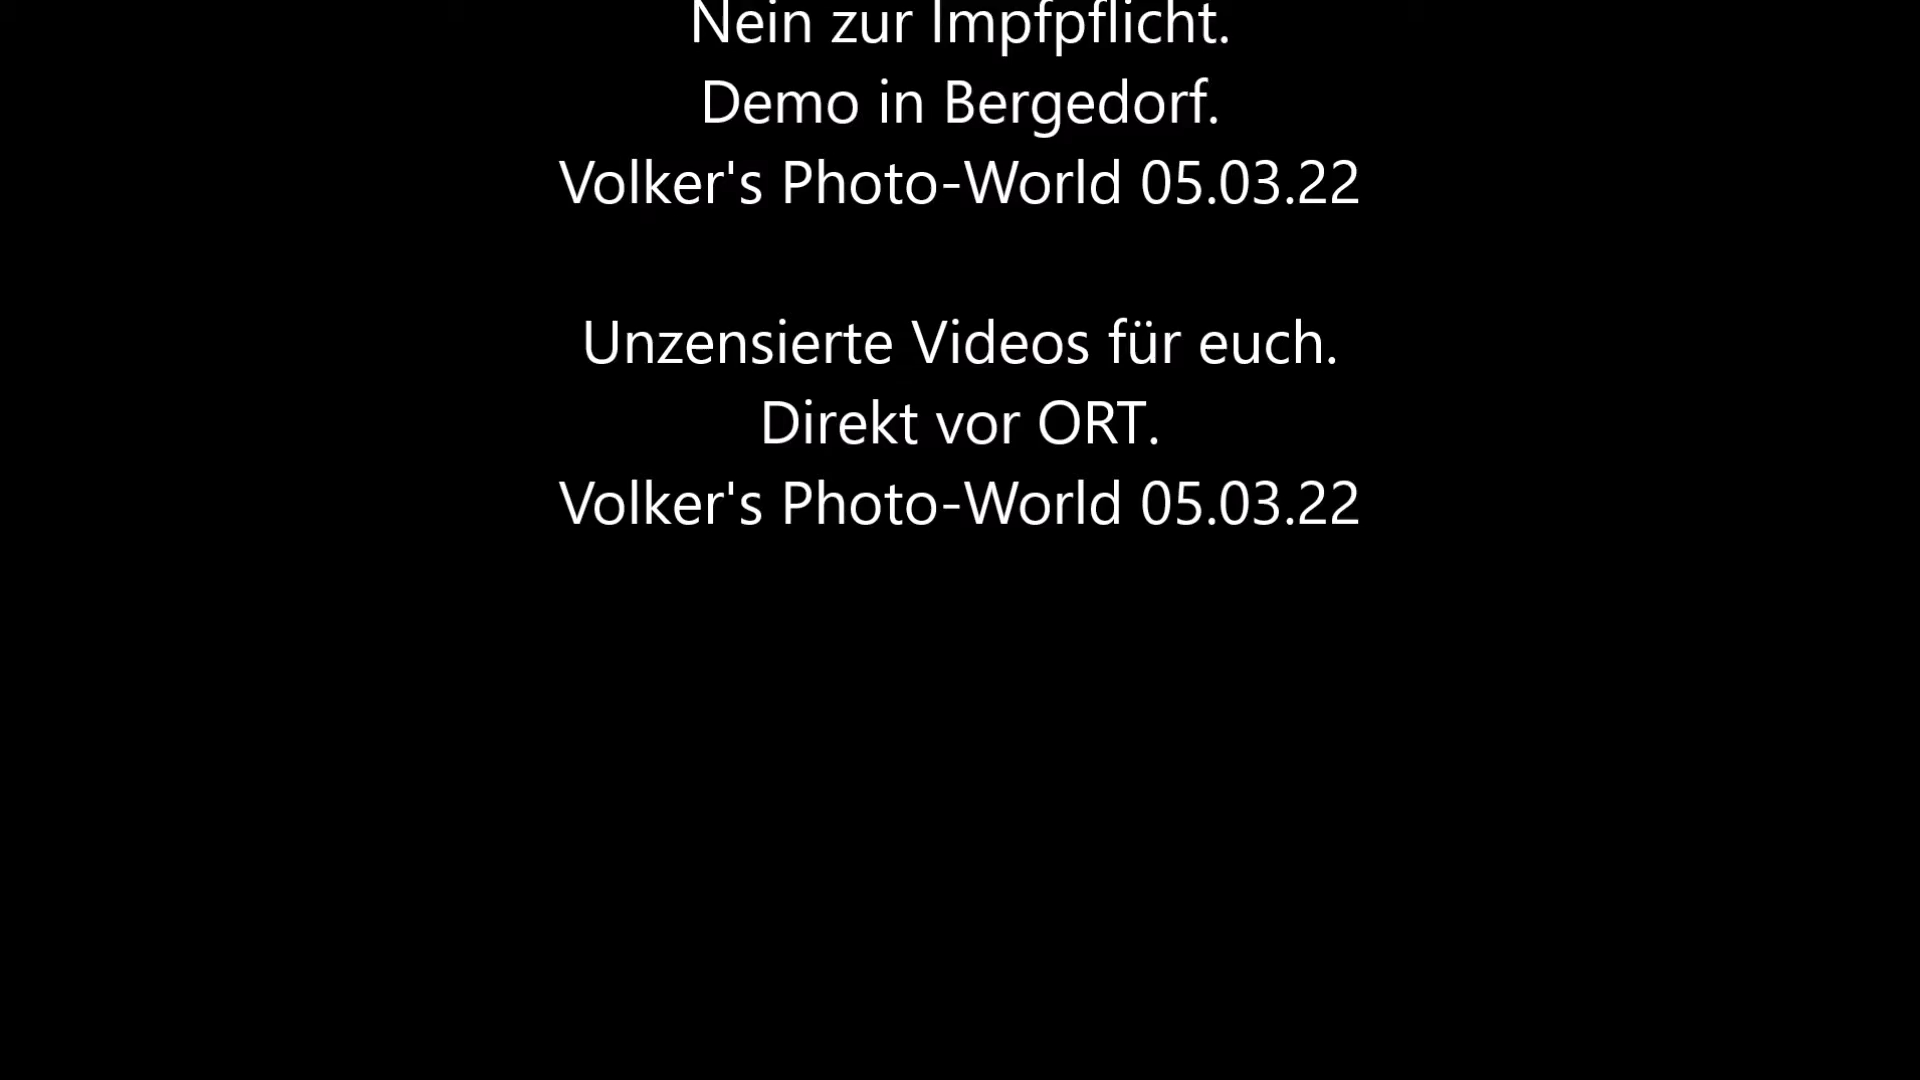 Nein zur Impfpflicht.
Demo in Bergedorf.
Volker's Photo-World 05.03.22
Unzensierte Videos für euch.
Direkt vor ORT.
Volker's Photo-World 05.03.22